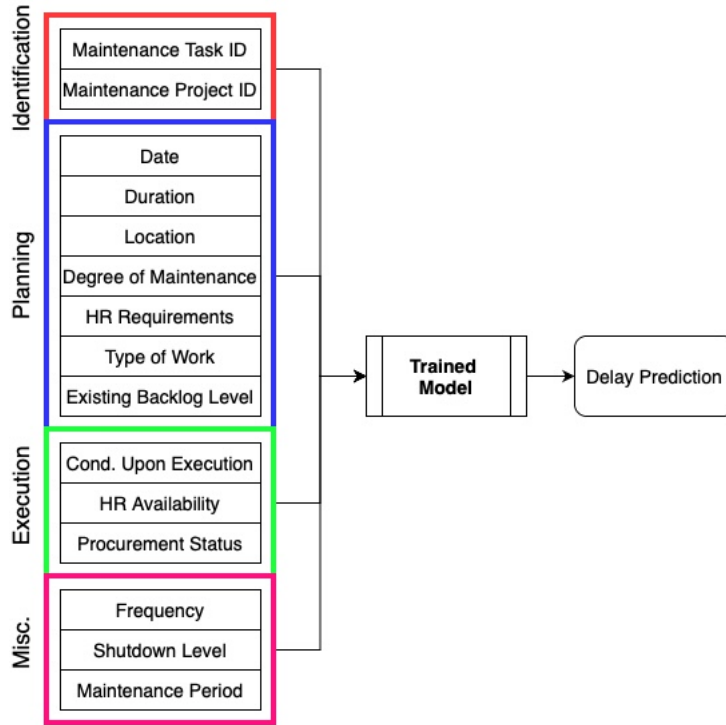 Identification
Maintenance Task ID
Maintenance Project ID
Planning
Date
Duration
Location
Degree of Maintenance
HR Requirements
Type of Work
Existing Backlog Level
Execution
Cond. Upon Execution
HR Availability
Procurement Status
Misc.
Frequency
Shutdown Level
Maintenance Period
Trained
Model
Delay Prediction